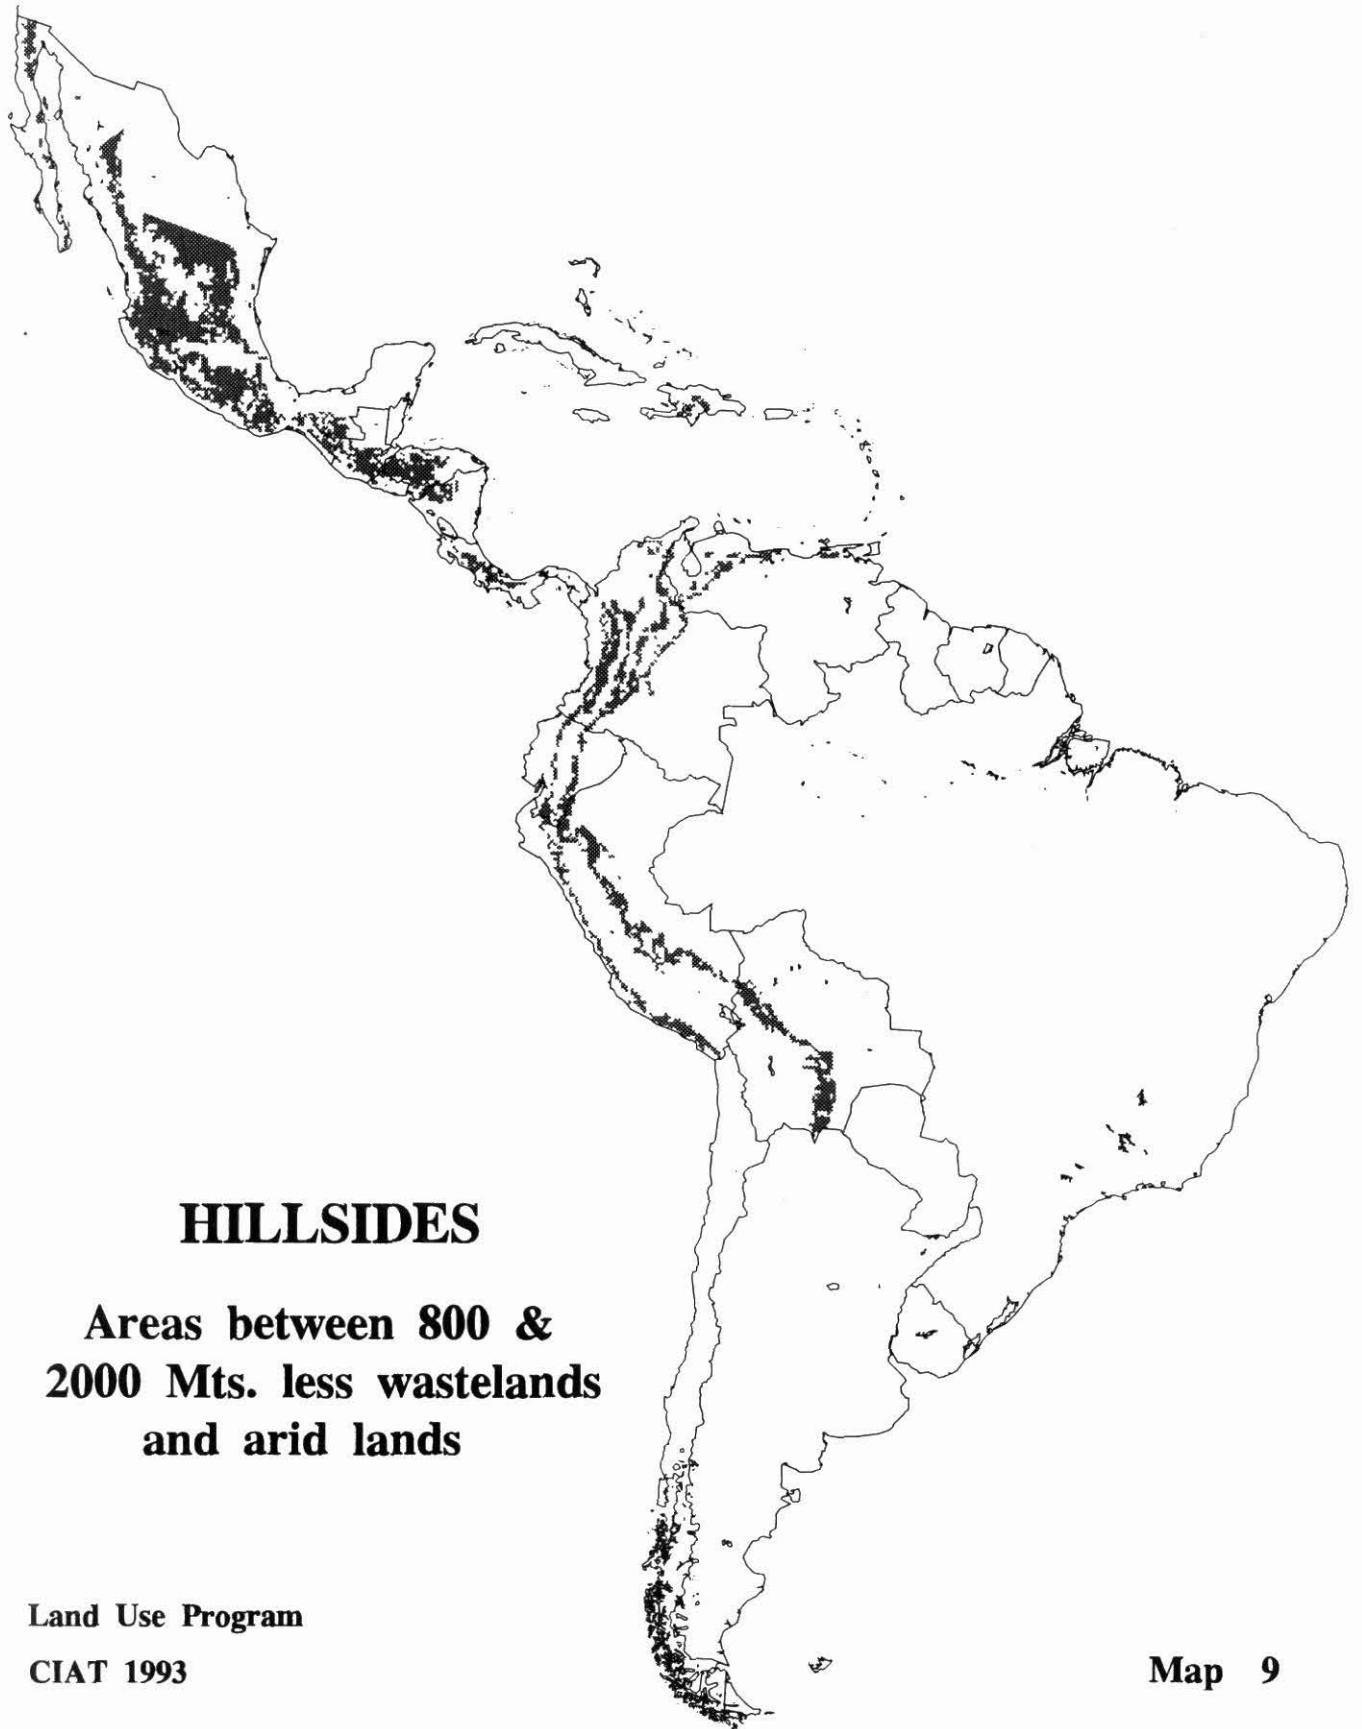 HILLSIDES
Areas between 800 &
2000 Mts. less wastelands
and arid lands
Land Use Program
CIAT 1993
Map 9